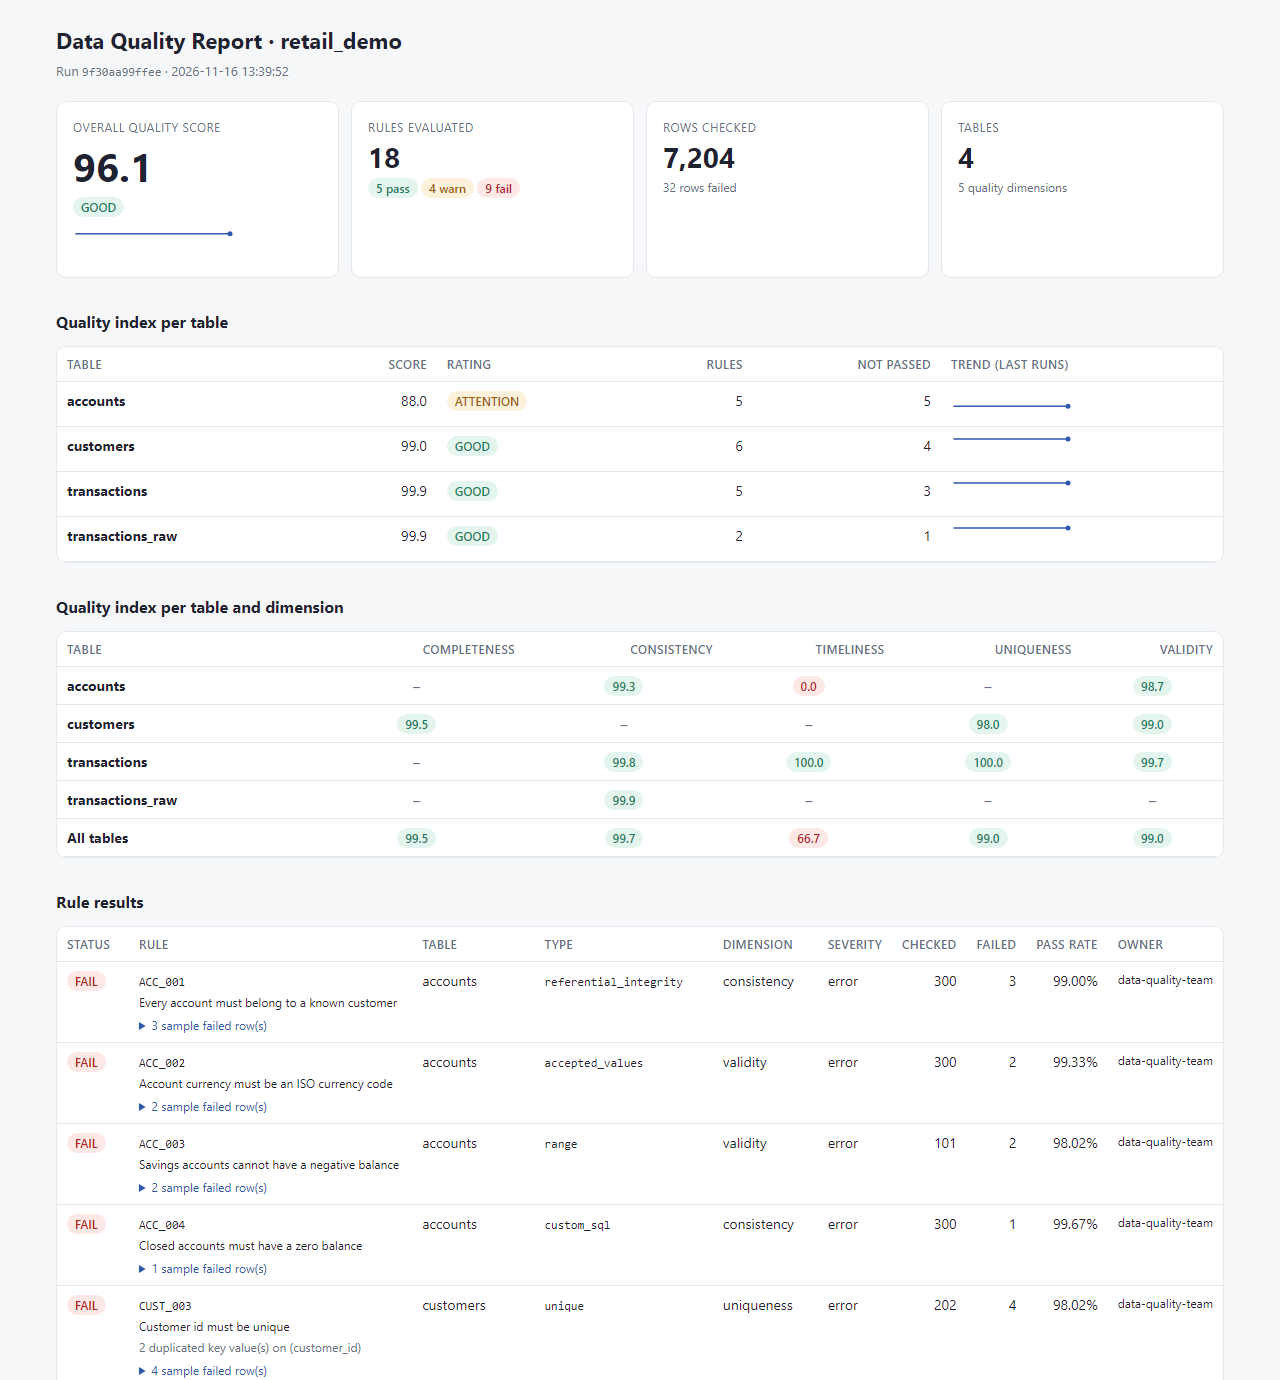 Data Quality Report · retail_demo
Run 9f30aa99ffee · 2026-11-16 13:39:52
OVERALL QUALITY SCORE
96.1
GOOD
RULES EVALUATED
18
5 pass 4 warn 9 fail
ROWS CHECKED
7,204
32 rows failed
TABLES
4
5 quality dimensions
Quality index per table
TABLE SCORE RATING RULES NOT PASSED TREND (LAST RUNS)
accounts 88.0 ATTENTION 5 5
customers 99.0 GOOD 6 4
transactions 99.9 GOOD 5 3
transactions_raw 99.9 GOOD 2 1
Quality index per table and dimension
TABLE COMPLETENESS CONSISTENCY TIMELINESS UNIQUENESS VALIDITY
accounts – 99.3 0.0 – 98.7
customers 99.5 – – 98.0 99.0
transactions – 99.8 100.0 100.0 99.7
transactions_raw – 99.9 – – –
All tables 99.5 99.7 66.7 99.0 99.0
Rule results
STATUS RULE TABLE TYPE DIMENSION SEVERITY CHECKED FAILED PASS RATE OWNER
FAIL ACC_001 accounts referential_integrity consistency error 300 3 99.00% data-quality-team
Every account must belong to a known customer
▶ 3 sample failed row(s)
FAIL ACC_002 accounts accepted_values validity error 300 2 99.33% data-quality-team
Account currency must be an ISO currency code
▶ 2 sample failed row(s)
FAIL ACC_003 accounts range validity error 101 2 98.02% data-quality-team
Savings accounts cannot have a negative balance
▶ 2 sample failed row(s)
FAIL ACC_004 accounts custom_sql consistency error 300 1 99.67% data-quality-team
Closed accounts must have a zero balance
▶ 1 sample failed row(s)
FAIL CUST_003 customers unique uniqueness error 202 4 98.02% data-quality-team
Customer id must be unique
2 duplicated key value(s) on (customer_id)
▶ 4 sample failed row(s)